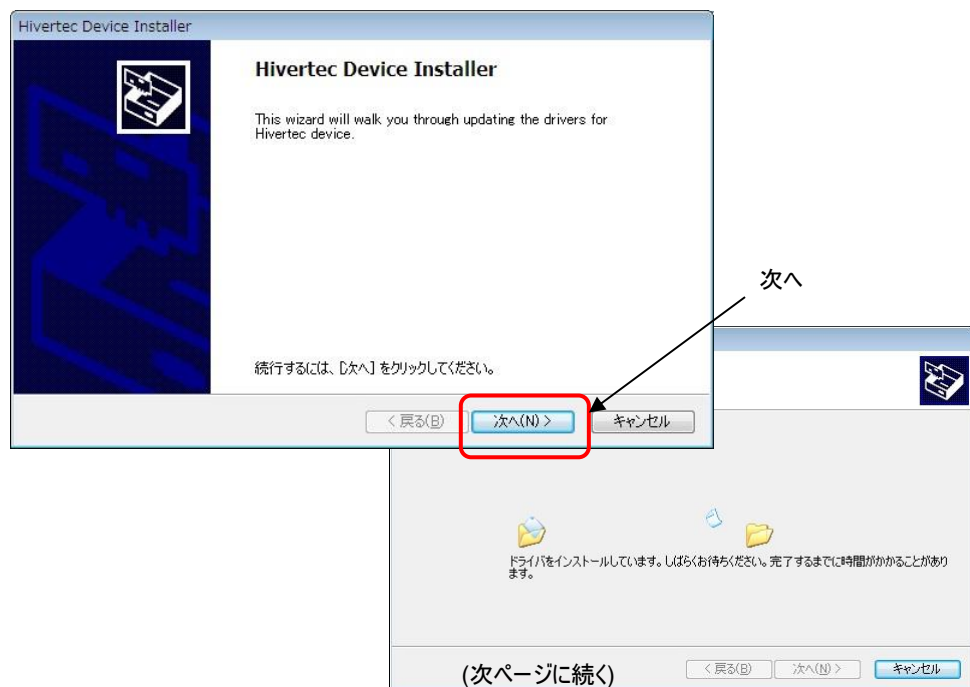 Hivertec Device Installer
Hivertec Device Installer
This wizard will walk you through updating the drivers for
Hivertec device.
次へ
続行するには、[次へ] をクリックしてください。
< 戻る(B)
次へ(N) >
キャンセル
ドライバをインストールしています。しばらくお待ちください。完了するまでに時間がかかることがあり
ます。
(次ページに続く)
< 戻る(B)
次へ(N) >
キャンセル